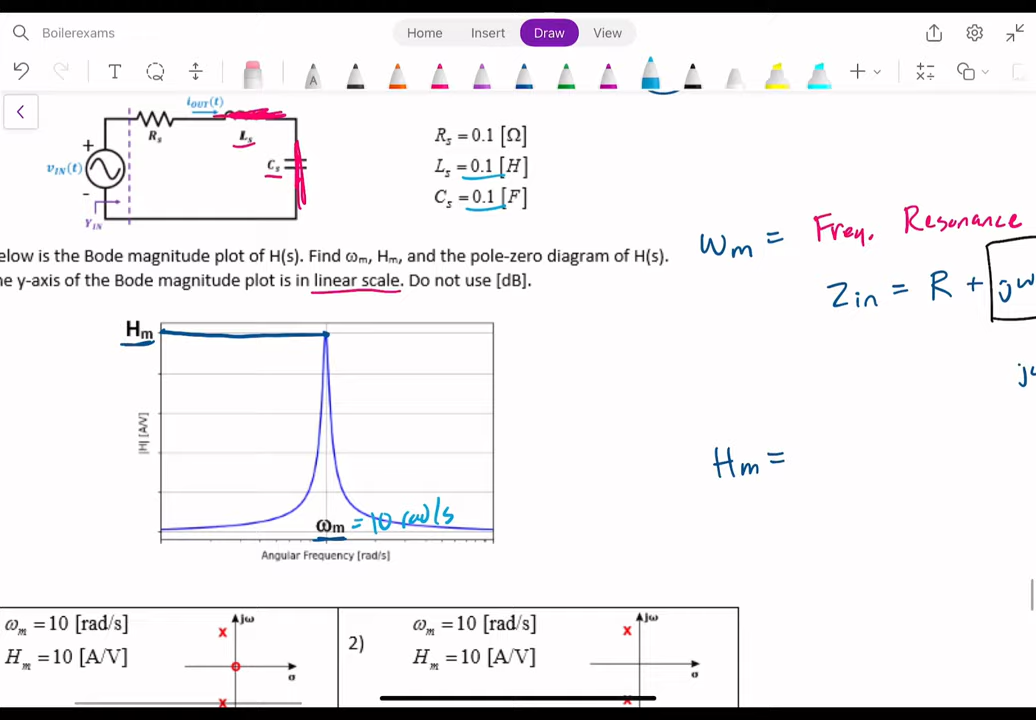 Boilerexams
Home Insert Draw View
T
A
iOUT(t)
Rs
Ls
+
vIN(t)
-
Cs
YIN
Rs = 0.1 [Ω]
Ls = 0.1 [H]
Cs = 0.1 [F]
elow is the Bode magnitude plot of H(s). Find ωm, Hm, and the pole-zero diagram of H(s).
e y-axis of the Bode magnitude plot is in linear scale. Do not use [dB].
ωm = Freq. Resonance
Zin = R + jω
Hm =
Hm
|H| [A/V]
ωm = 10 rad/s
Angular Frequency [rad/s]
ωm = 10 [rad/s]
Hm = 10 [A/V]
x
jω
σ
x
2)
ωm = 10 [rad/s]
Hm = 10 [A/V]
x
jω
σ
x